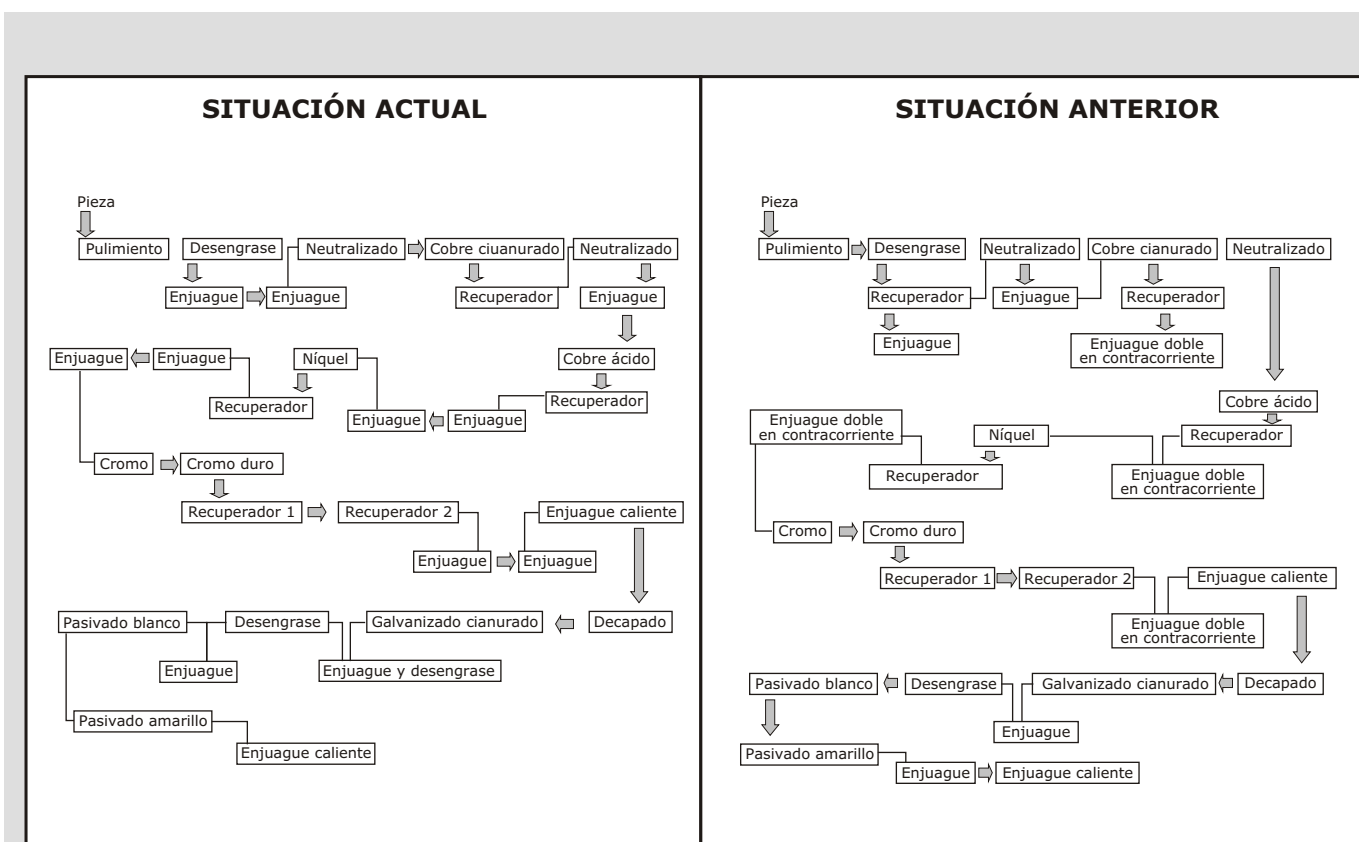 SITUACIÓN ACTUAL
Pieza
Pulimiento
Desengrase
Neutralizado
Cobre ciuanurado
Neutralizado
Enjuague
Enjuague
Recuperador
Enjuague
Enjuague
Enjuague
Níquel
Cobre ácido
Recuperador
Enjuague
Enjuague
Recuperador
Cromo
Cromo duro
Recuperador 1
Recuperador 2
Enjuague caliente
Enjuague
Enjuague
Pasivado blanco
Desengrase
Galvanizado cianurado
Decapado
Enjuague
Enjuague y desengrase
Pasivado amarillo
Enjuague caliente
SITUACIÓN ANTERIOR
Pieza
Pulimiento
Desengrase
Neutralizado
Cobre cianurado
Neutralizado
Recuperador
Enjuague
Recuperador
Enjuague
Enjuague doble
en contracorriente
Cobre ácido
Enjuague doble
en contracorriente
Níquel
Recuperador
Recuperador
Enjuague doble
en contracorriente
Cromo
Cromo duro
Recuperador 1
Recuperador 2
Enjuague caliente
Enjuague doble
en contracorriente
Pasivado blanco
Desengrase
Galvanizado cianurado
Decapado
Enjuague
Pasivado amarillo
Enjuague
Enjuague caliente